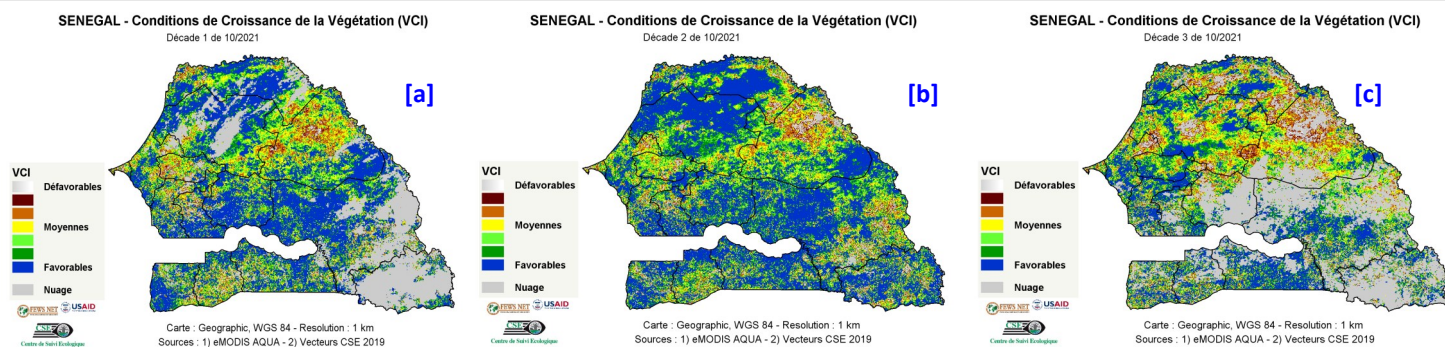 SENEGAL - Conditions de Croissance de la Végétation (VCI)
Décade 1 de 10/2021
[a]
VCI
Défavorables
Moyennes
Favorables
Nuage
FEWS NET
USAID
CSE
Centre de Suivi Ecologique
Carte : Geographic, WGS 84 - Resolution : 1 km
Sources : 1) eMODIS AQUA - 2) Vecteurs CSE 2019
SENEGAL - Conditions de Croissance de la Végétation (VCI)
Décade 2 de 10/2021
[b]
VCI
Défavorables
Moyennes
Favorables
Nuage
FEWS NET
USAID
CSE
Centre de Suivi Ecologique
Carte : Geographic, WGS 84 - Resolution : 1 km
Sources : 1) eMODIS AQUA - 2) Vecteurs CSE 2019
SENEGAL - Conditions de Croissance de la Végétation (VCI)
Décade 3 de 10/2021
[c]
VCI
Défavorables
Moyennes
Favorables
Nuage
FEWS NET
USAID
CSE
Centre de Suivi Ecologique
Carte : Geographic, WGS 84 - Resolution : 1 km
Sources : 1) eMODIS AQUA - 2) Vecteurs CSE 2019